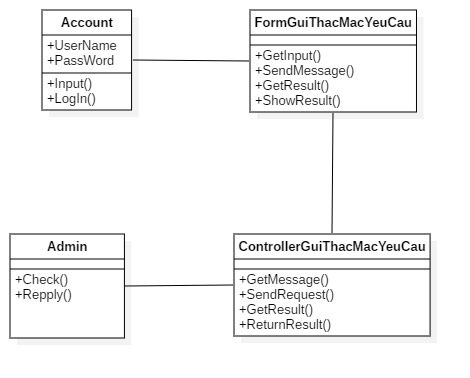 Account
+UserName
+PassWord
+Input()
+LogIn()
FormGuiThacMacYeuCau
+GetInput()
+SendMessage()
+GetResult()
+ShowResult()
Admin
+Check()
+Repply()
ControllerGuiThacMacYeuCau
+GetMessage()
+SendRequest()
+GetResult()
+ReturnResult()